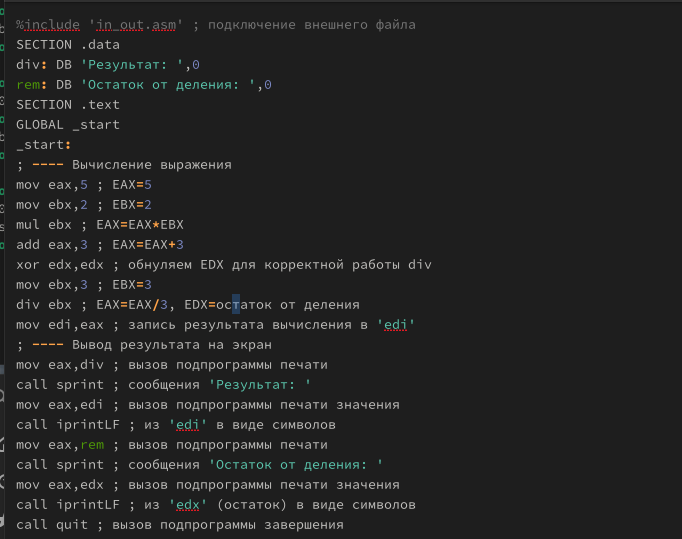 %include 'in_out.asm' ; подключение внешнего файла
SECTION .data
div: DB 'Результат: ',0
rem: DB 'Остаток от деления: ',0
SECTION .text
GLOBAL _start
_start:
; ---- Вычисление выражения
mov eax,5 ; EAX=5
mov ebx,2 ; EBX=2
mul ebx ; EAX=EAX*EBX
add eax,3 ; EAX=EAX+3
xor edx,edx ; обнуляем EDX для корректной работы div
mov ebx,3 ; EBX=3
div ebx ; EAX=EAX/3, EDX=остаток от деления
mov edi,eax ; запись результата вычисления в 'edi'
; ---- Вывод результата на экран
mov eax,div ; вызов подпрограммы печати
call sprint ; сообщения 'Результат: '
mov eax,edi ; вызов подпрограммы печати значения
call iprintLF ; из 'edi' в виде символов
mov eax,rem ; вызов подпрограммы печати
call sprint ; сообщения 'Остаток от деления: '
mov eax,edx ; вызов подпрограммы печати значения
call iprintLF ; из 'edx' (остаток) в виде символов
call quit ; вызов подпрограммы завершения